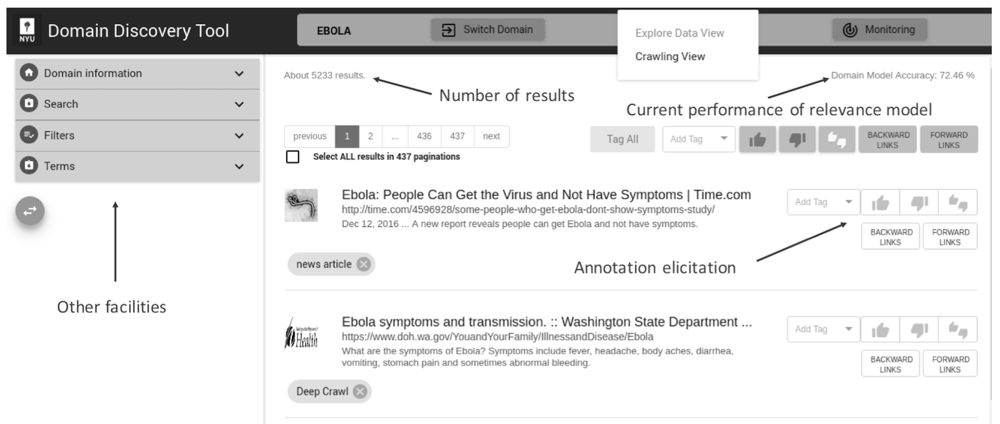 NYU
Domain Discovery Tool
EBOLA
Switch Domain
Explore Data View
Crawling View
Monitoring
Domain information
Search
Filters
Terms
Other facilities
About 5233 results.
Number of results
Domain Model Accuracy: 72.46 %
Current performance of relevance model
previous 1 2 ... 436 437 next
Tag All
Add Tag
BACKWARD
LINKS
FORWARD
LINKS
Select ALL results in 437 paginations
Ebola: People Can Get the Virus and Not Have Symptoms | Time.com
http://time.com/4596928/some-people-who-get-ebola-dont-show-symptoms-study/
Dec 12, 2016 ... A new report reveals people can get Ebola and not have symptoms.
Add Tag
BACKWARD
LINKS
FORWARD
LINKS
news article
Annotation elicitation
Health
Ebola symptoms and transmission. :: Washington State Department ...
https://www.doh.wa.gov/YouandYourFamily/IllnessandDisease/Ebola
What are the symptoms of Ebola? Symptoms include fever, headache, body aches, diarrhea,
vomiting, stomach pain and sometimes abnormal bleeding.
Add Tag
BACKWARD
LINKS
FORWARD
LINKS
Deep Crawl